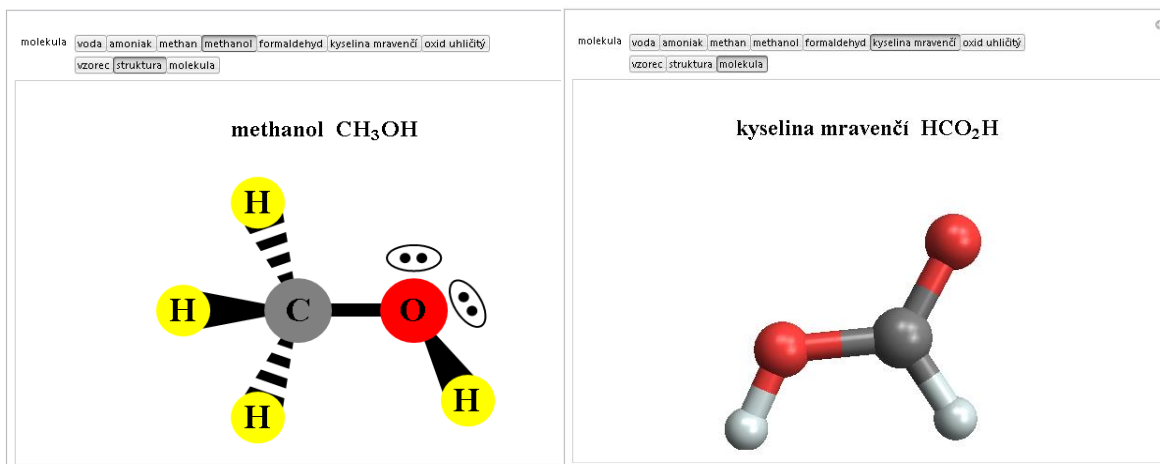 molekula voda amoniak methan methanol formaldehyd kyselina mravenčí oxid uhličitý
vzorec struktura molekula
methanol CH₃OH
H
H C O
H H
molekula voda amoniak methan methanol formaldehyd kyselina mravenčí oxid uhličitý
vzorec struktura molekula
kyselina mravenčí HCO₂H